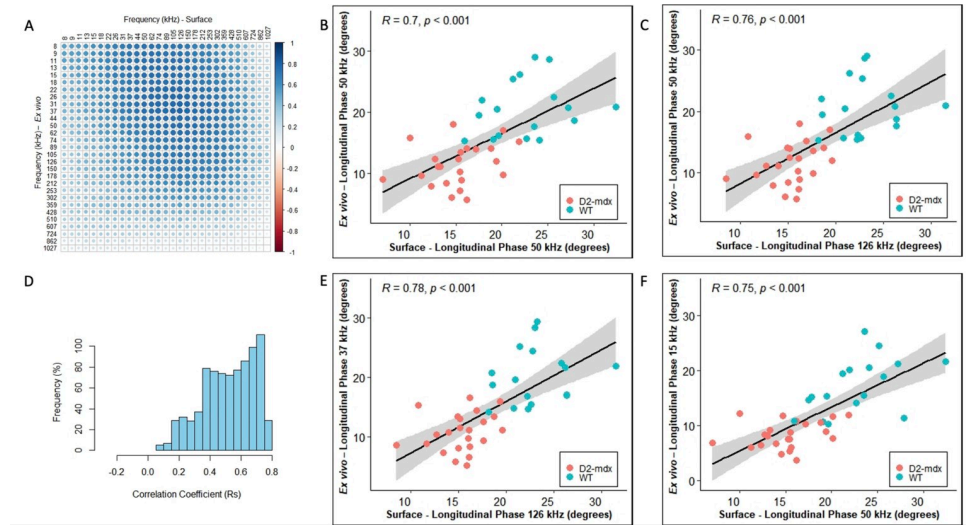 A
Frequency (kHz) - Surface
8 9 11 13 15 18 22 26 31 37 44 50 62 74 89 105 126 150 178 212 253 302 359 428 510 607 724 862 1027
Frequency (kHz) – Ex vivo
8
9
11
13
15
18
22
26
31
37
44
50
62
74
89
105
126
150
178
212
253
302
359
428
510
607
724
862
1027
1
0.8
0.6
0.4
0.2
0
-0.2
-0.4
-0.6
-0.8
-1
B
R = 0.7, p < 0.001
Ex vivo – Longitudinal Phase 50 kHz (degrees)
30
20
10
10 15 20 25 30
Surface - Longitudinal Phase 50 kHz (degrees)
D2-mdx
WT
C
R = 0.76, p < 0.001
Ex vivo – Longitudinal Phase 50 kHz (degrees)
30
20
10
10 15 20 25 30
Surface - Longitudinal Phase 126 kHz (degrees)
D2-mdx
WT
D
Frequency (%)
100
80
60
40
20
0
-0.2 0.0 0.2 0.4 0.6 0.8
Correlation Coefficient (Rs)
E
R = 0.78, p < 0.001
Ex vivo – Longitudinal Phase 37 kHz (degrees)
30
20
10
10 15 20 25 30
Surface - Longitudinal Phase 126 kHz (degrees)
D2-mdx
WT
F
R = 0.75, p < 0.001
Ex vivo – Longitudinal Phase 15 kHz (degrees)
30
20
10
0
10 15 20 25 30
Surface - Longitudinal Phase 50 kHz (degrees)
D2-mdx
WT